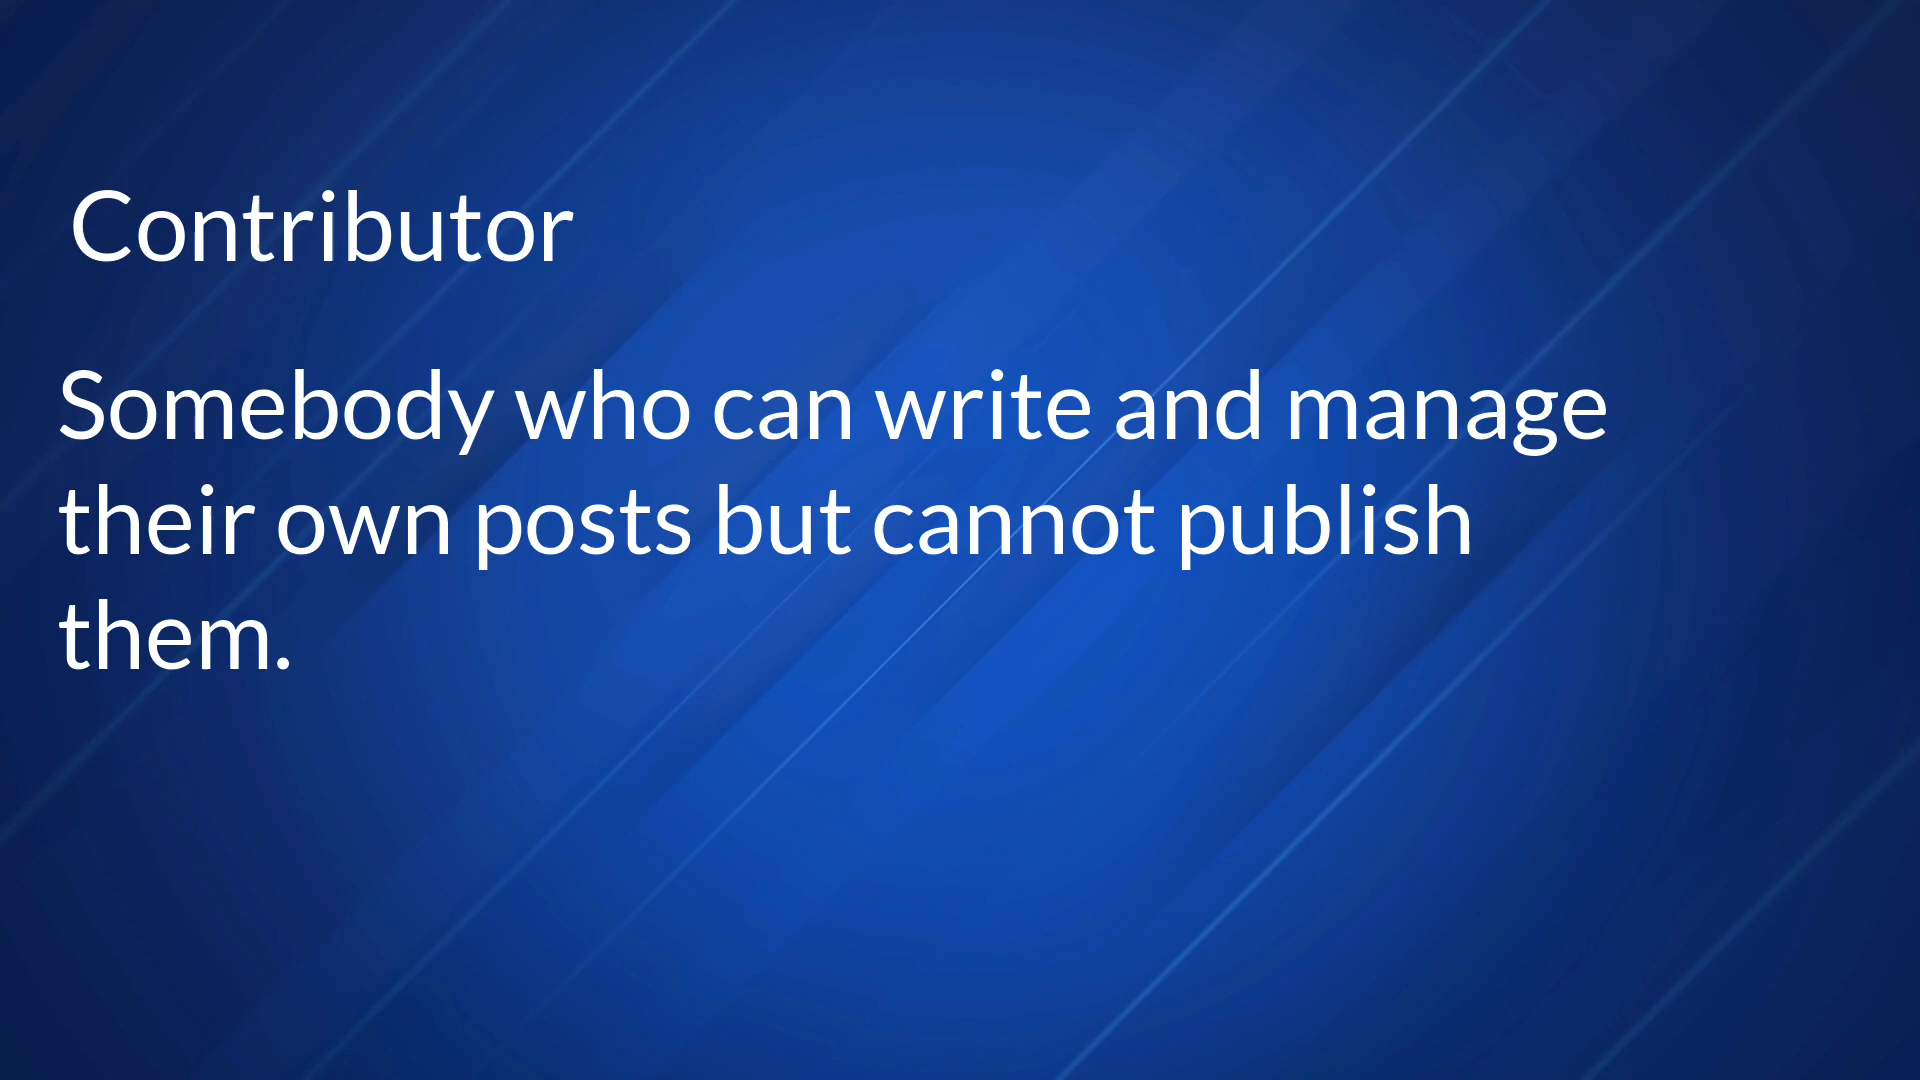 Contributor
Somebody who can write and manage
their own posts but cannot publish
them.